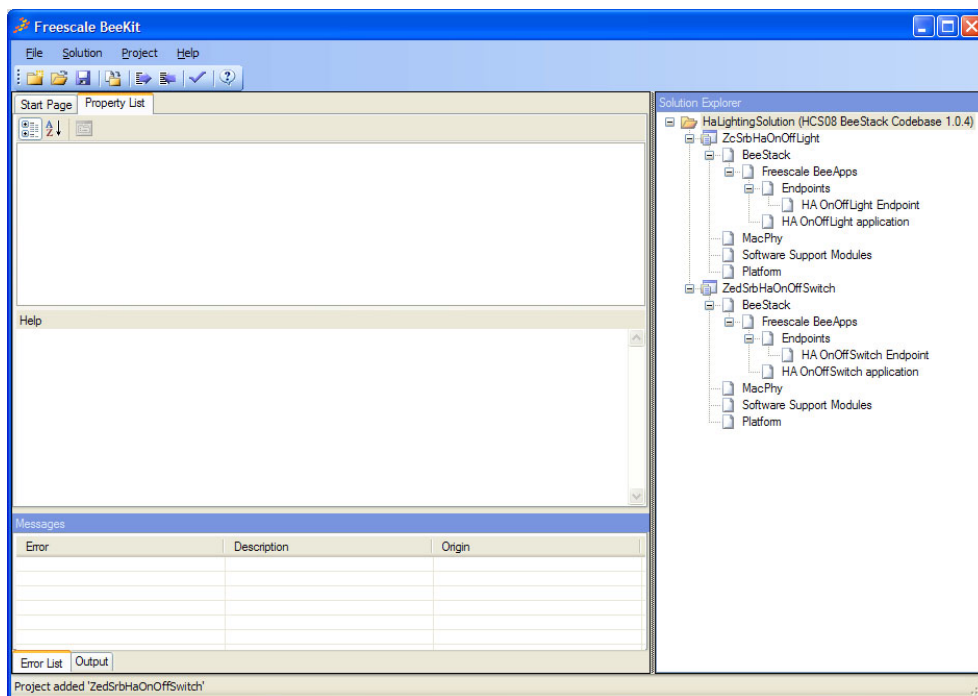 Freescale BeeKit
File Solution Project Help
Start Page Property List
Help
Messages
Error Description Origin
Error List Output
Project added 'ZedSrbHaOnOffSwitch'
Solution Explorer
HaLightingSolution (HCS08 BeeStack Codebase 1.0.4)
ZcSrbHaOnOffLight
BeeStack
Freescale BeeApps
Endpoints
HA OnOffLight Endpoint
HA OnOffLight application
MacPhy
Software Support Modules
Platform
ZedSrbHaOnOffSwitch
BeeStack
Freescale BeeApps
Endpoints
HA OnOffSwitch Endpoint
HA OnOffSwitch application
MacPhy
Software Support Modules
Platform